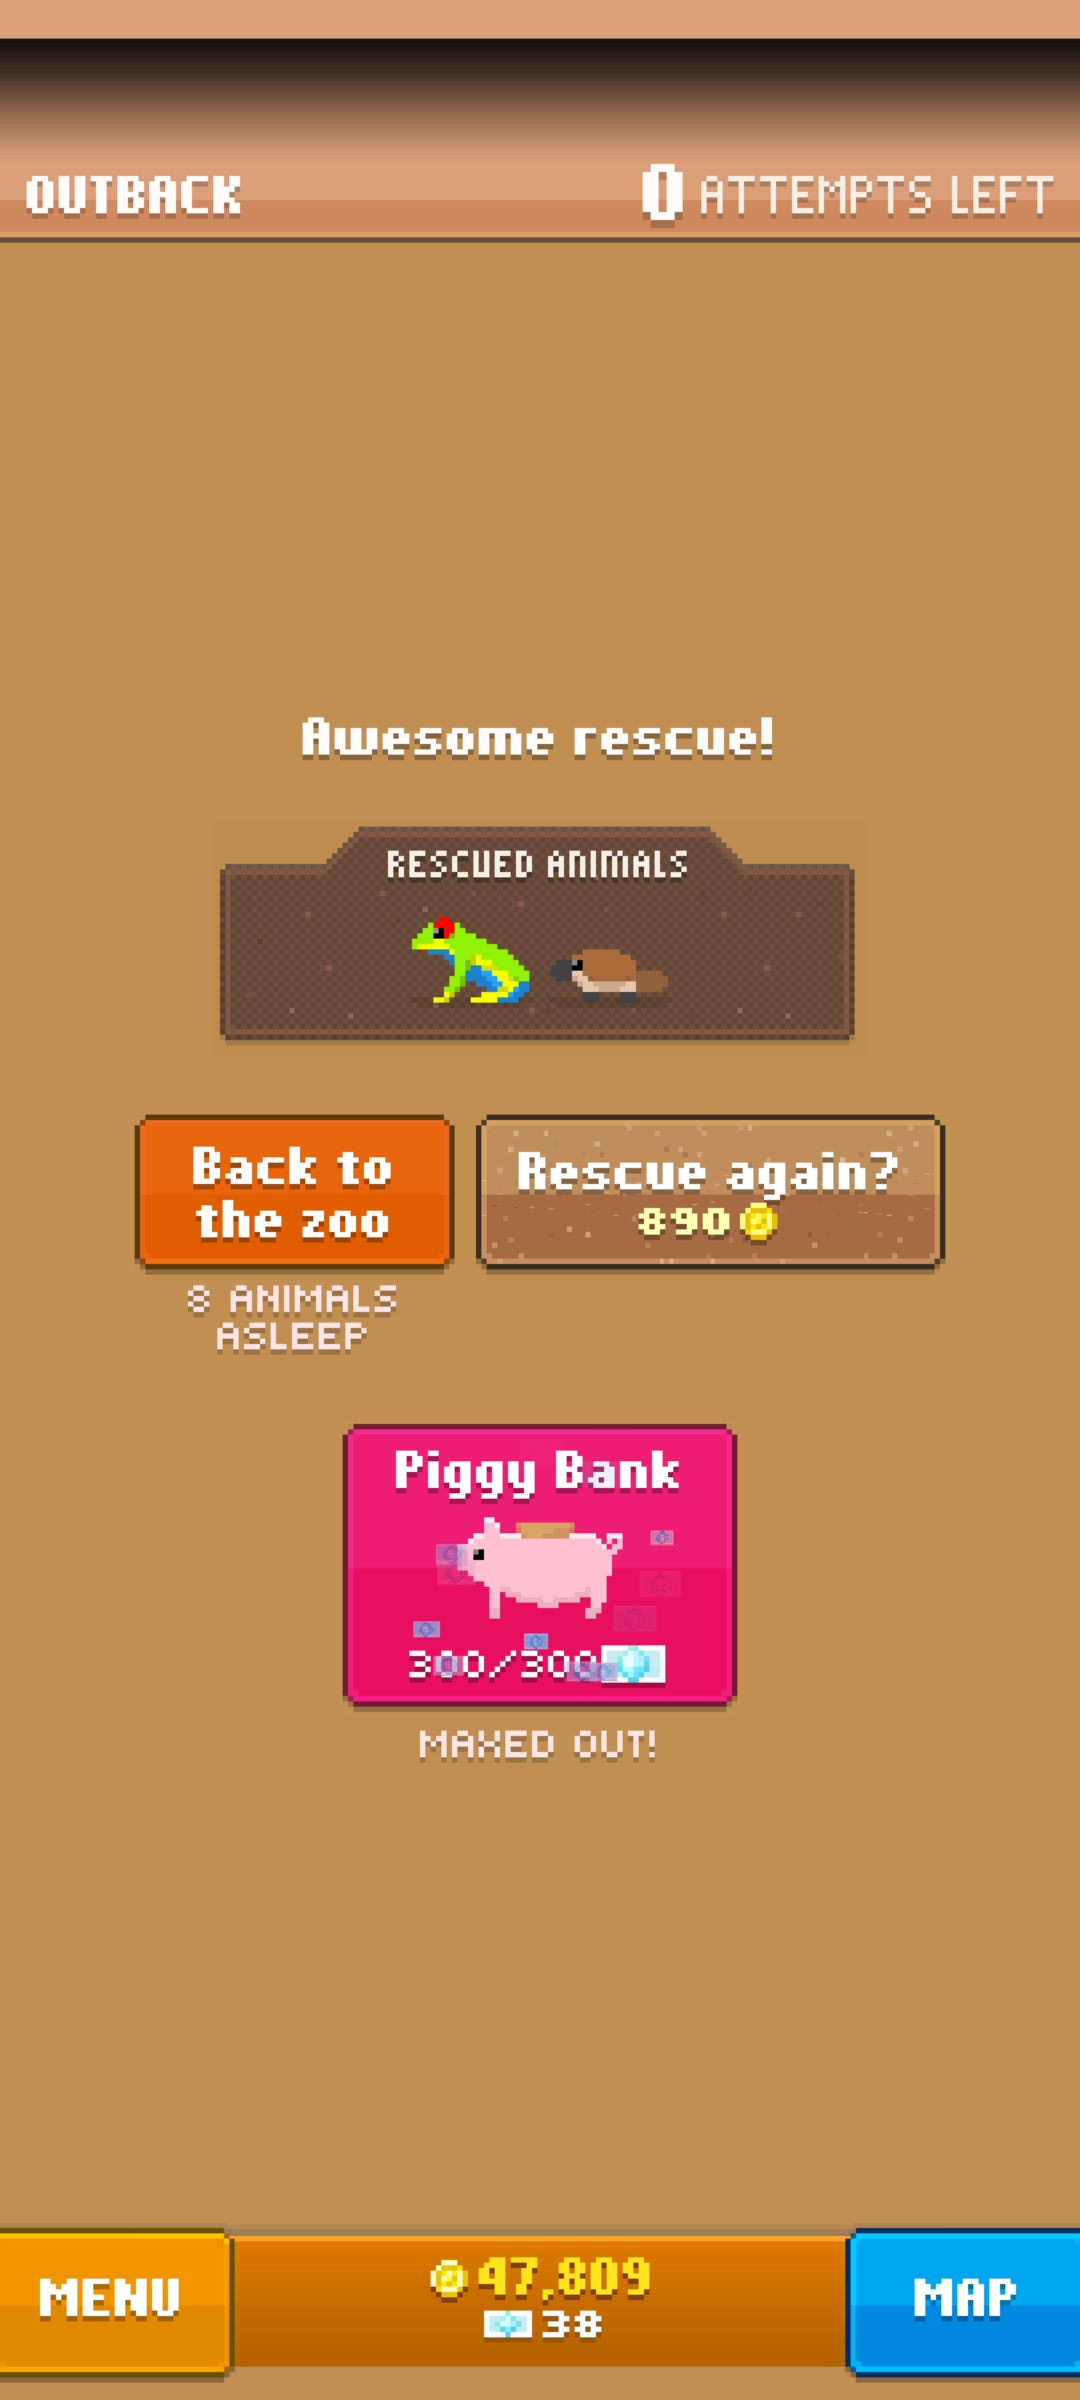 OUTBACK
0 ATTEMPTS LEFT
Awesome rescue!
RESCUED ANIMALS
Back to
the zoo
Rescue again?
890
8 ANIMALS
ASLEEP
Piggy Bank
300/300
MAXED OUT!
MENU
47,809
38
MAP